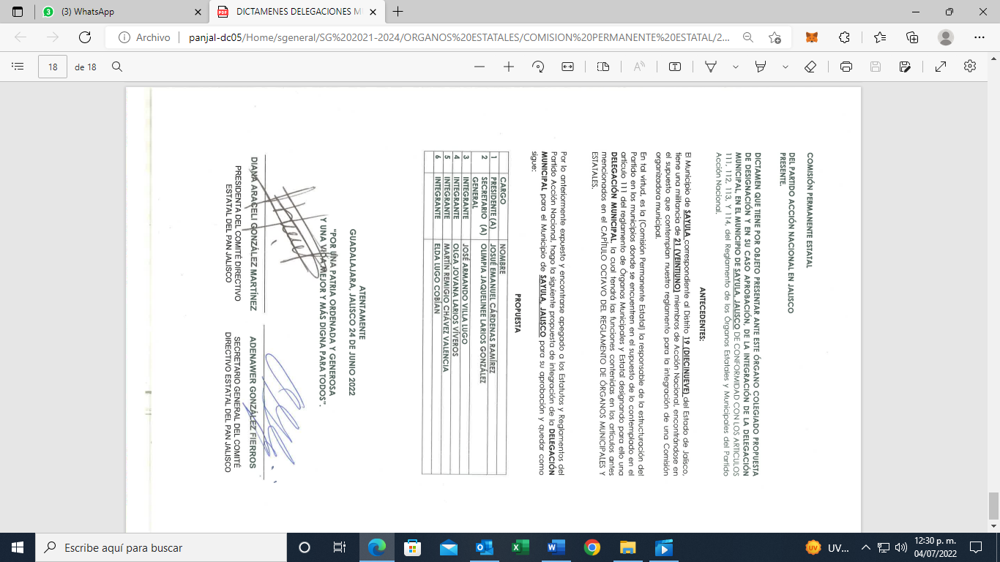 (3) WhatsApp
DICTAMENES DELEGACIONES M
Archivo
panjal-dc05/Home/sgeneral/SG%202021-2024/ORGANOS%20ESTATALES/COMISION%20PERMANENTE%20ESTATAL/2...
18 de 18
COMISIÓN PERMANENTE ESTATAL
DEL PARTIDO ACCIÓN NACIONAL EN JALISCO
PRESENTE.
DICTAMEN QUE TIENE POR OBJETO PRESENTAR ANTE ESTE ÓRGANO COLEGIADO PROPUESTA
DE DESIGNACIÓN Y EN SU CASO APROBACIÓN, DE LA INTEGRACIÓN DE LA DELEGACIÓN
MUNICIPAL, EN EL MUNICIPIO DE SAYULA, JALISCO DE CONFORMIDAD CON LOS ARTICULOS
111, 112, 113, Y 114, del Reglamento de los Órganos Estatales y Municipales del Partido
Acción Nacional.
ANTECEDENTES:
El Municipio de SAYULA correspondiente al Distrito 19 (DIECINUEVE) del Estado de Jalisco,
tiene una militancia de 21 (VEINTIUNO) miembros de Acción Nacional, encontrándose en
el supuesto que contemplan nuestro reglamento para la integración de una Comisión
organizadora municipal.
En tal virtud, es la (Comisión Permanente Estatal) la responsable de la estructuración del
Partido en los municipios donde se encuentren en el supuesto de lo contemplado en el
artículo 111 del reglamento de Órganos Municipales y Estatal designando para ello una
DELEGACIÓN MUNICIPAL, la cual tendrá las funciones contenidas en los artículos antes
mencionados en el CAPÍTULO OCTAVO DEL REGLAMENTO DE ÓRGANOS MUNICIPALES Y
ESTATALES.
Por lo anteriormente expuesto y encontrarse apegado a los Estatutos y Reglamentos del
Partido Acción Nacional, hago la siguiente propuesta de integración de la DELEGACIÓN
MUNICIPAL para el Municipio de SAYULA, JALISCO para su aprobación y quedar como
sigue:
PROPUESTA
CARGO NOMBRE
1 PRESIDENTE (A) JOSUÉ EMANUEL CÁRDENAS RAMÍREZ
2 SECRETARIO (A) OLIMPIA JAQUELINEE LARIOS GONZÁLEZ
GENERAL
3 INTEGRANTE JOSÉ ARMANDO VILLA LUGO
4 INTEGRANTE OLGA JOVANA LARIOS VÍVEROS
5 INTEGRANTE MARTÍN REMIGIO CHÁVEZ VALENCIA
6 INTEGRANTE ELDA LUGO COBÍAN
ATENTAMENTE
GUADALAJARA, JALISCO 24 DE JUNIO 2022
"POR UNA PATRIA ORDENADA Y GENEROSA
Y UNA VIDA MEJOR Y MÁS DIGNA PARA TODOS".
DIANA ARACELI GONZÁLEZ MARTÍNEZ
PRESIDENTA DEL COMITÉ DIRECTIVO
ESTATAL DEL PAN JALISCO
ADENAWER GONZÁLEZ FIERROS
SECRETARIO GENERAL DEL COMITÉ
DIRECTIVO ESTATAL DEL PAN JALISCO
Escribe aquí para buscar
UV...
12:30 p. m.
04/07/2022